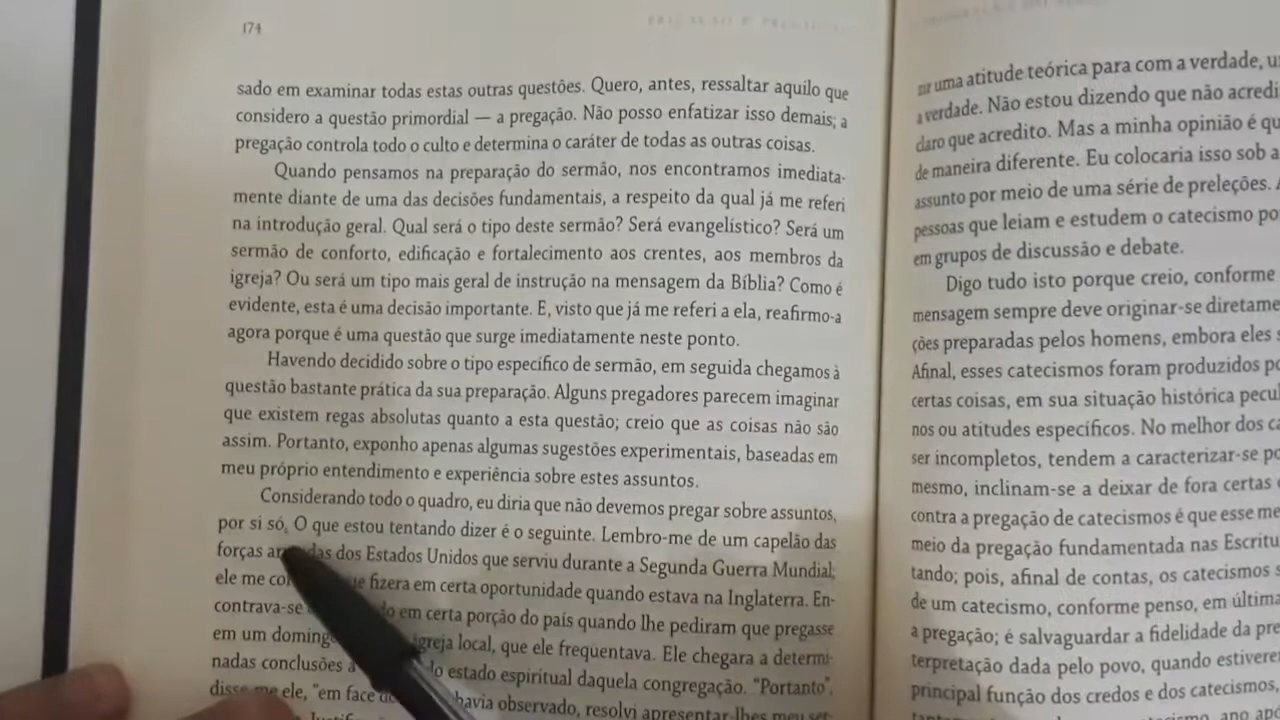 174
sado em examinar todas estas outras questões. Quero, antes, ressaltar aquilo que
considero a questão primordial — a pregação. Não posso enfatizar isso demais; a
pregação controla todo o culto e determina o caráter de todas as outras coisas.
Quando pensamos na preparação do sermão, nos encontramos imediata-
mente diante de uma das decisões fundamentais, a respeito da qual já me referi
na introdução geral. Qual será o tipo deste sermão? Será evangelístico? Será um
sermão de conforto, edificação e fortalecimento aos crentes, aos membros da
igreja? Ou será um tipo mais geral de instrução na mensagem da Bíblia? Como é
evidente, esta é uma decisão importante. E, visto que já me referi a ela, reafirmo-a
agora porque é uma questão que surge imediatamente neste ponto.
Havendo decidido sobre o tipo específico de sermão, em seguida chegamos à
questão bastante prática da sua preparação. Alguns pregadores parecem imaginar
que existem regas absolutas quanto a esta questão; creio que as coisas não são
assim. Portanto, exponho apenas algumas sugestões experimentais, baseadas em
meu próprio entendimento e experiência sobre estes assuntos.
Considerando todo o quadro, eu diria que não devemos pregar sobre assuntos,
por si só. O que estou tentando dizer é o seguinte. Lembro-me de um capelão das
forças dos Estados Unidos que serviu durante a Segunda Guerra Mundial;
ele me fizera em certa oportunidade quando estava na Inglaterra. En-
contrava-se em certa porção do país quando lhe pediram que pregasse
em um domingo igreja local, que ele freqüentava. Ele chegara a determi-
nadas conclusões do estado espiritual daquela congregação. “Portanto”,
disse-me ele, “em face havia observado, resolvi apresentar-lhes meu ser-
uma atitude teórica para com a verdade,
a verdade. Não estou dizendo que não
claro que acredito. Mas a minha opinião é
de maneira diferente. Eu colocaria isso sob
assunto por meio de uma série de preleções.
pessoas que leiam e estudem o catecismo
em grupos de discussão e debate.
Digo tudo isto porque creio, conforme
mensagem sempre deve originar-se
ções preparadas pelos homens, embora eles
Afinal, esses catecismos foram produzidos
certas coisas, em sua situação histórica
nos ou atitudes específicos. No melhor dos
ser incompletos, tendem a caracterizar-se
mesmo, inclinam-se a deixar de fora certas
contra a pregação de catecismos é que esse
meio da pregação fundamentada nas
tando; pois, afinal de contas, os catecismos
de um catecismo, conforme penso, em
a pregação; é salvaguardar a fidelidade da
terpretação dada pelo povo, quando
principal função dos credos e dos catecismos,